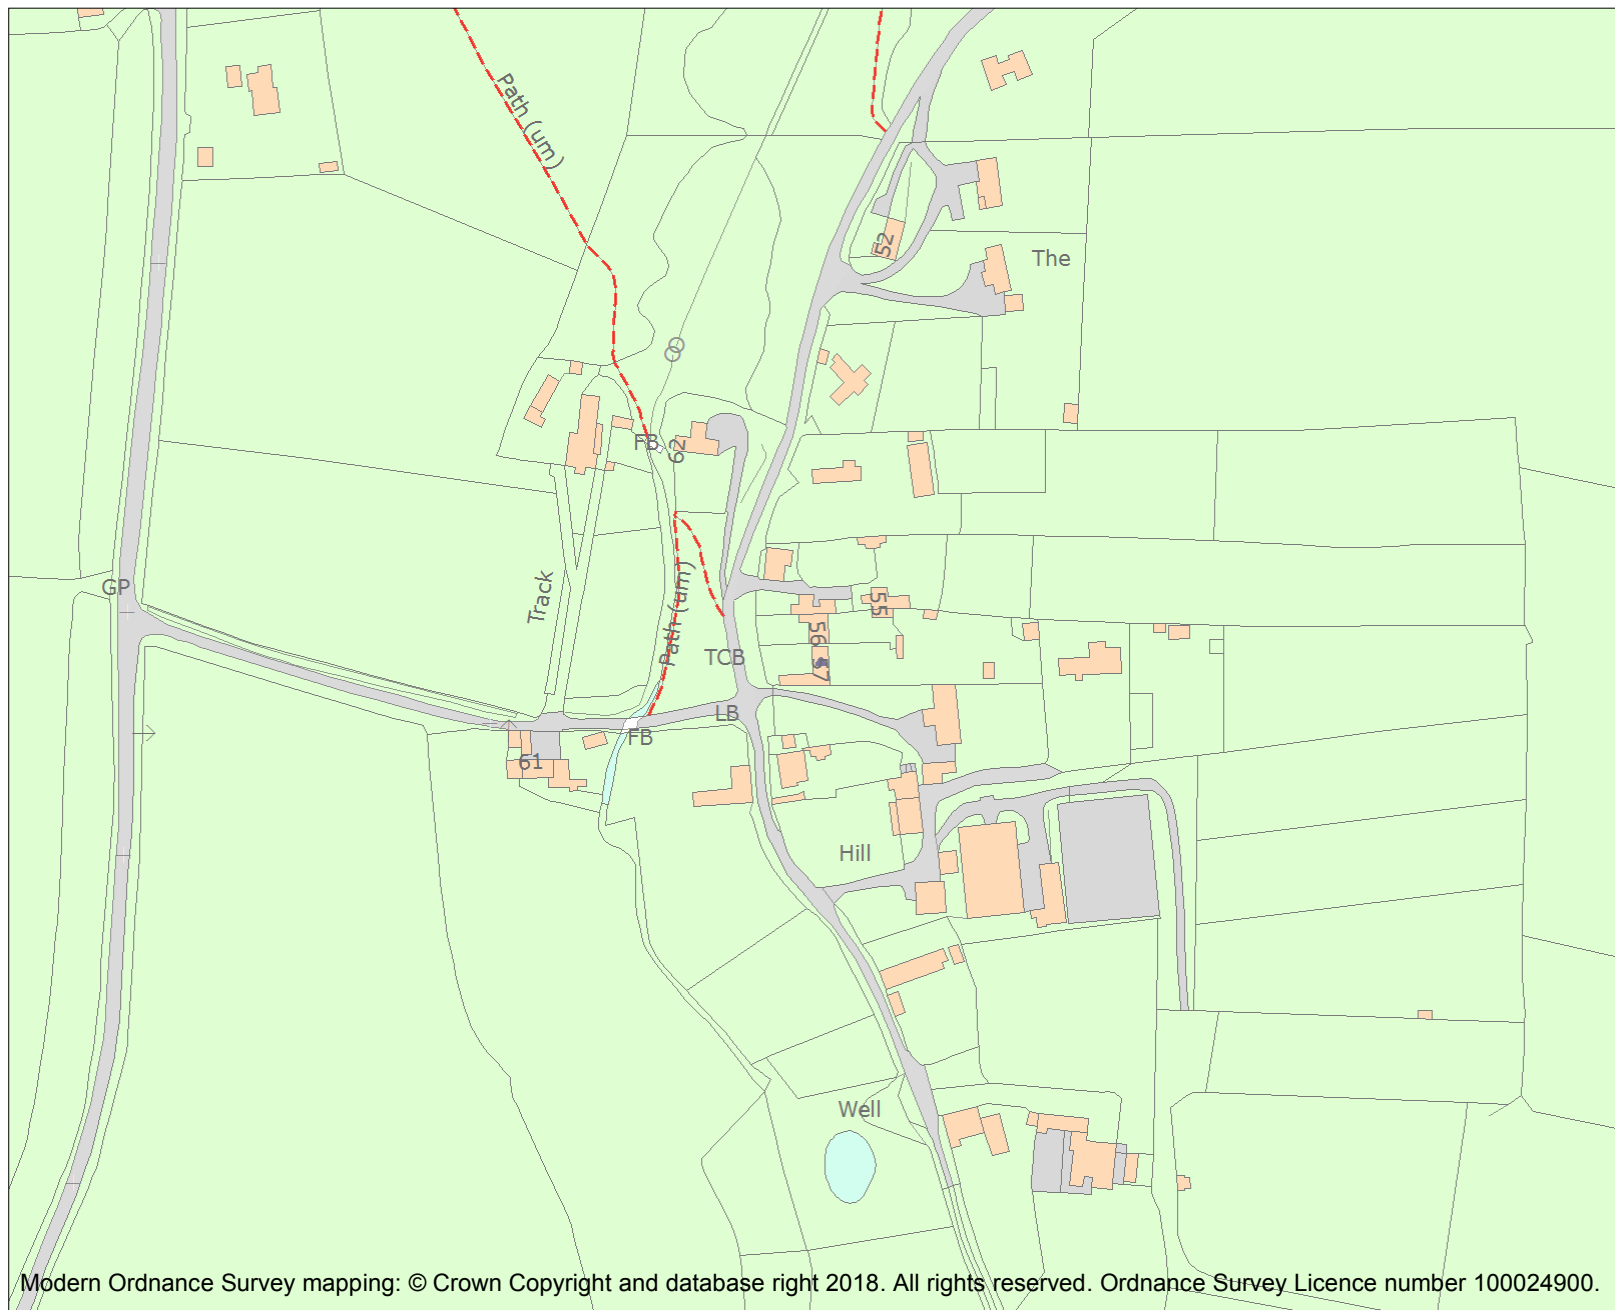 Path (um)
52
The
FB
62
GP
Track
Path (um)
55
56
57
TCB
LB
FB
61
Hill
Well
Modern Ordnance Survey mapping: © Crown Copyright and database right 2018. All rights reserved. Ordnance Survey Licence number 100024900.